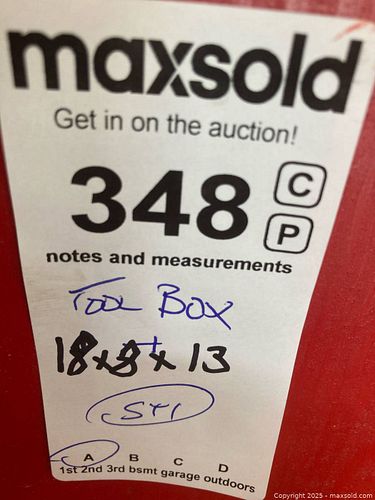 maxsold
Get in on the auction!
348
C
P
notes and measurements
TOOL BOX
18x8x13
A B C D
1st 2nd 3rd bsmt garage outdoors
Copyright 2025 - maxsold.com